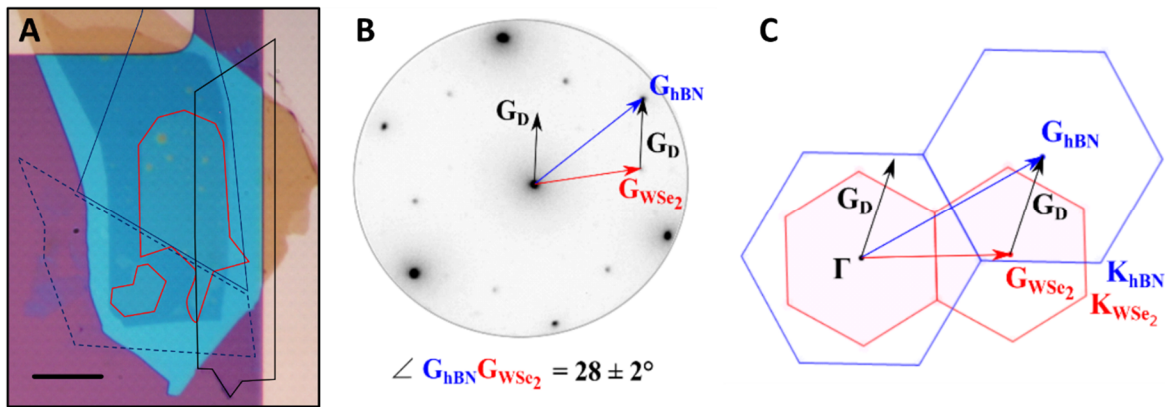 A
B
G_hBN
G_D
G_D
G_WSe₂
∠ G_hBN G_WSe₂ = 28 ± 2°
C
G_hBN
G_D
G_D
Γ
G_WSe₂
K_hBN
K_WSe₂